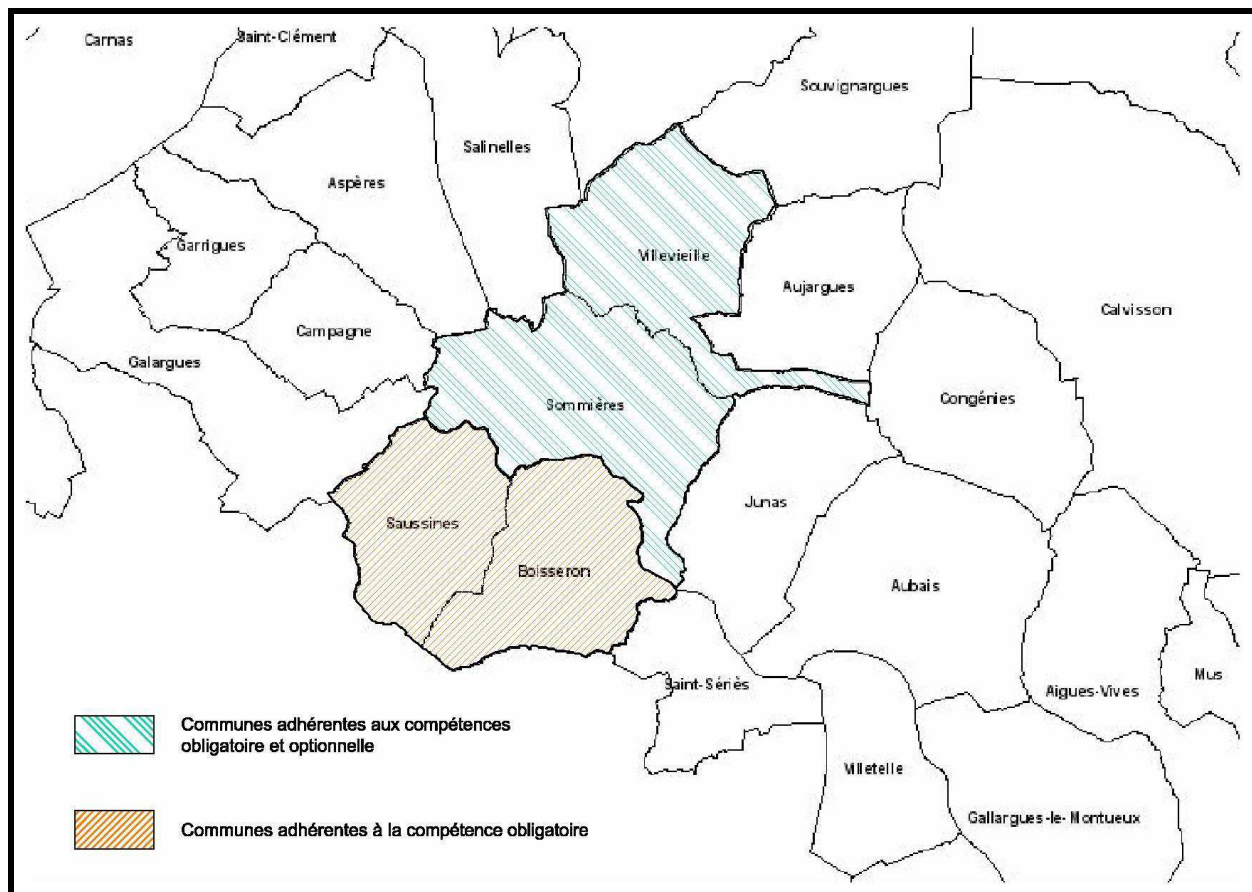 Carnas
Saint-Clément
Souvignargues
Salinelles
Aspères
Garrigues
Villevieille
Aujargues
Calvisson
Campagne
Galargues
Sommières
Congénies
Junas
Saussines
Boisseron
Aubais
Saint-Sériès
Mus
Aigues-Vives
Villetelle
Gallargues-le-Montueux
Communes adhérentes aux compétences
obligatoire et optionnelle
Communes adhérentes à la compétence obligatoire